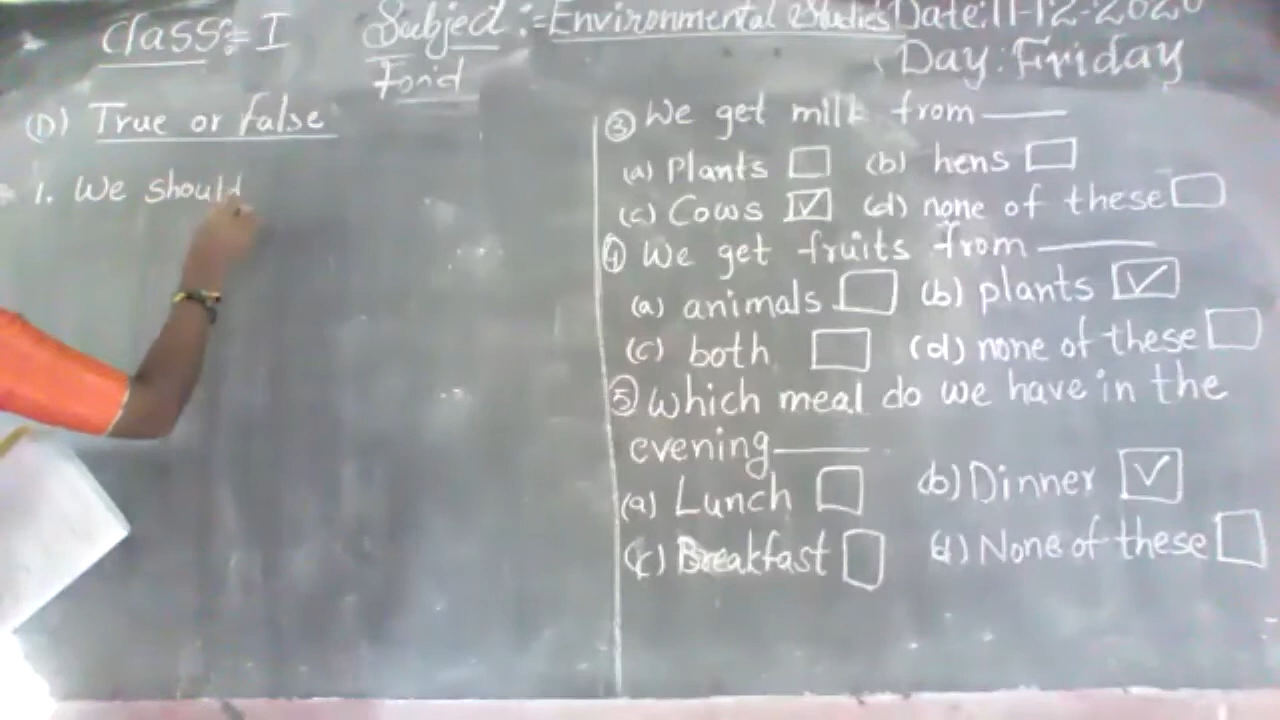 Class:= I
Subject:=Environmental Studies
Date:11-12-2020
Food
Day: Friday
(D) True or false
1. We should
③ We get milk from ____
(a) Plants □ (b) hens □
(c) Cows ☑ (d) none of these □
④ We get fruits from ____
(a) animals □ (b) plants ☑
(c) both □ (d) none of these □
⑤ Which meal do we have in the
evening ____
(a) Lunch □ (b) Dinner ☑
(c) Breakfast □ (d) None of these □